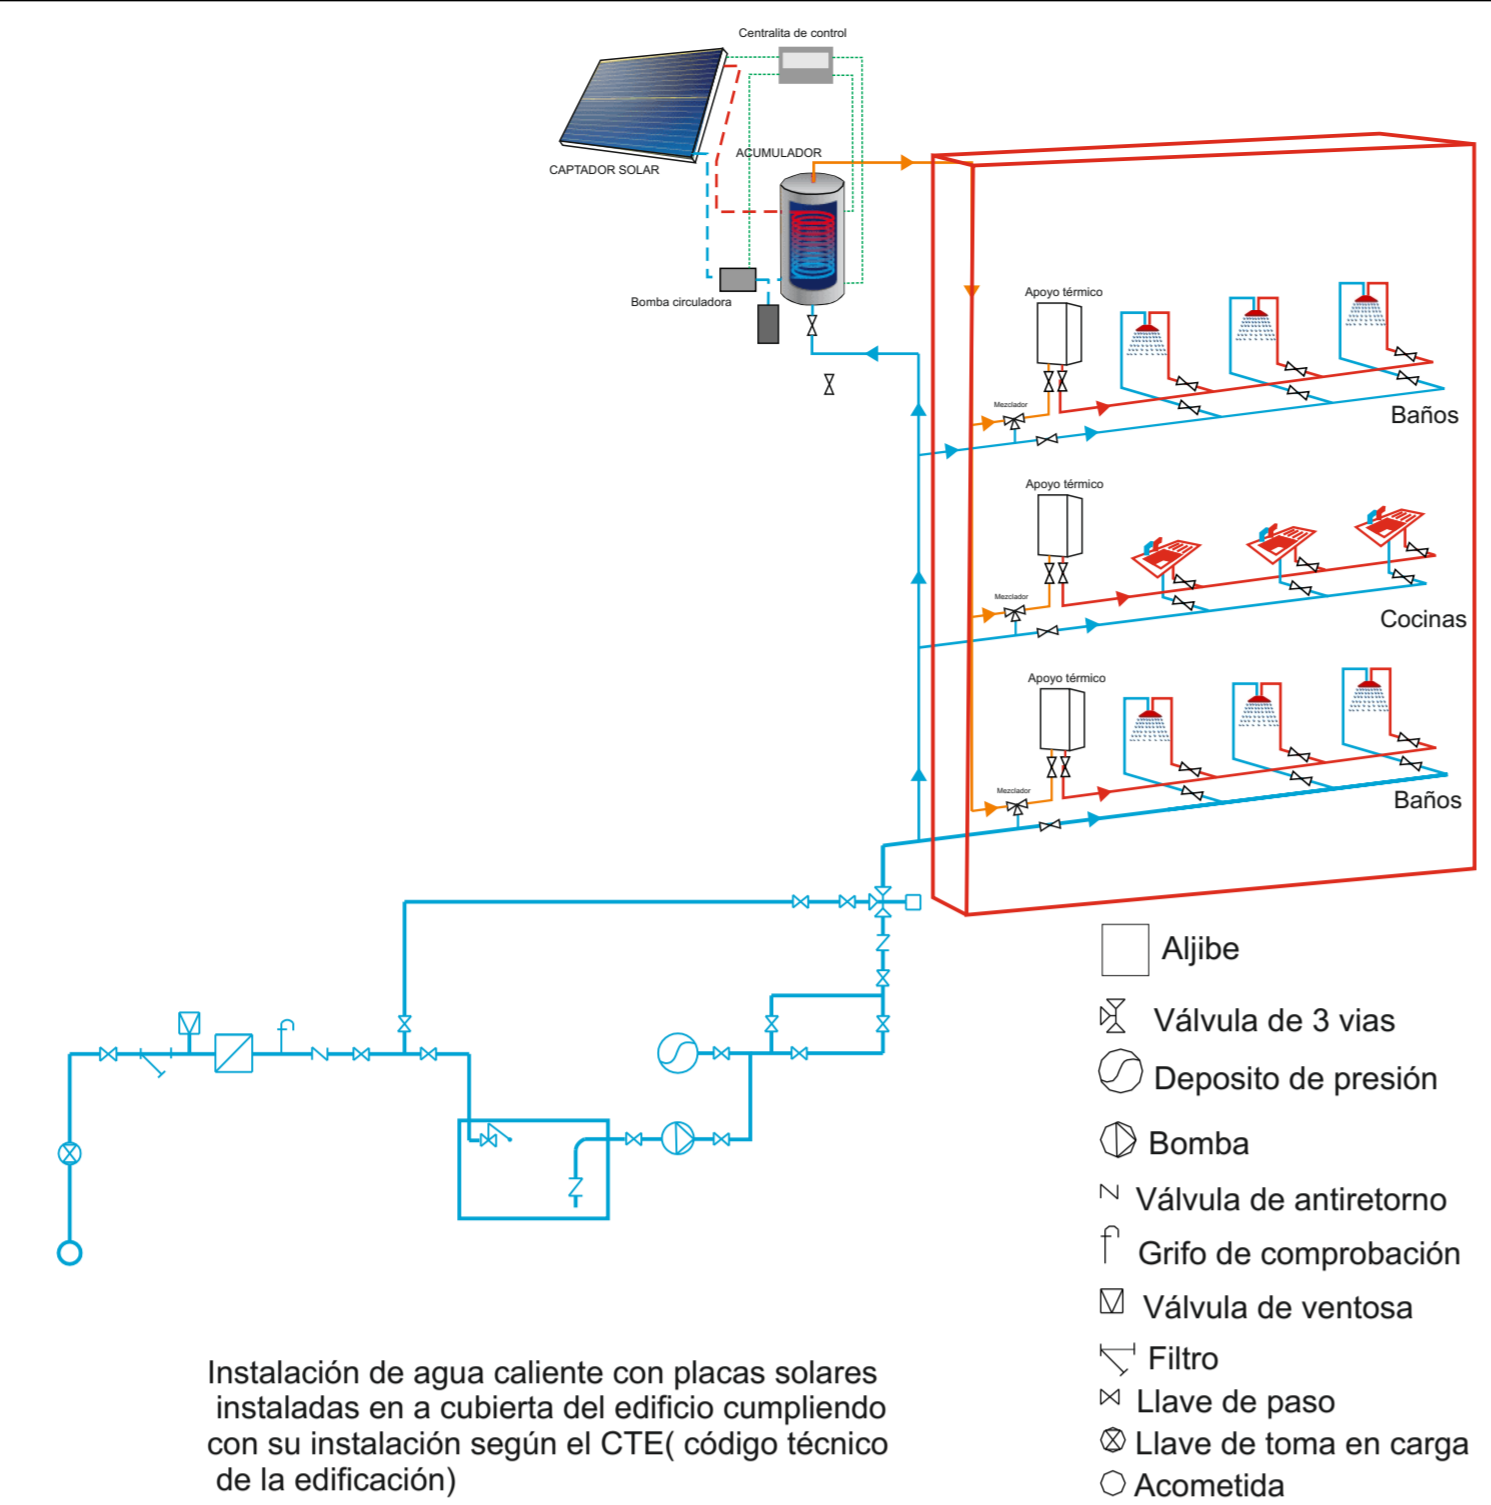 Centralita de control
CAPTADOR SOLAR
ACUMULADOR
Bomba circuladora
Apoyo térmico
Mezclador
Baños
Apoyo térmico
Mezclador
Cocinas
Apoyo térmico
Mezclador
Baños
Aljibe
Válvula de 3 vias
Deposito de presión
Bomba
Válvula de antiretorno
Grifo de comprobación
Válvula de ventosa
Filtro
Llave de paso
Llave de toma en carga
Acometida
Instalación de agua caliente con placas solares
instaladas en a cubierta del edificio cumpliendo
con su instalación según el CTE( código técnico
de la edificación)